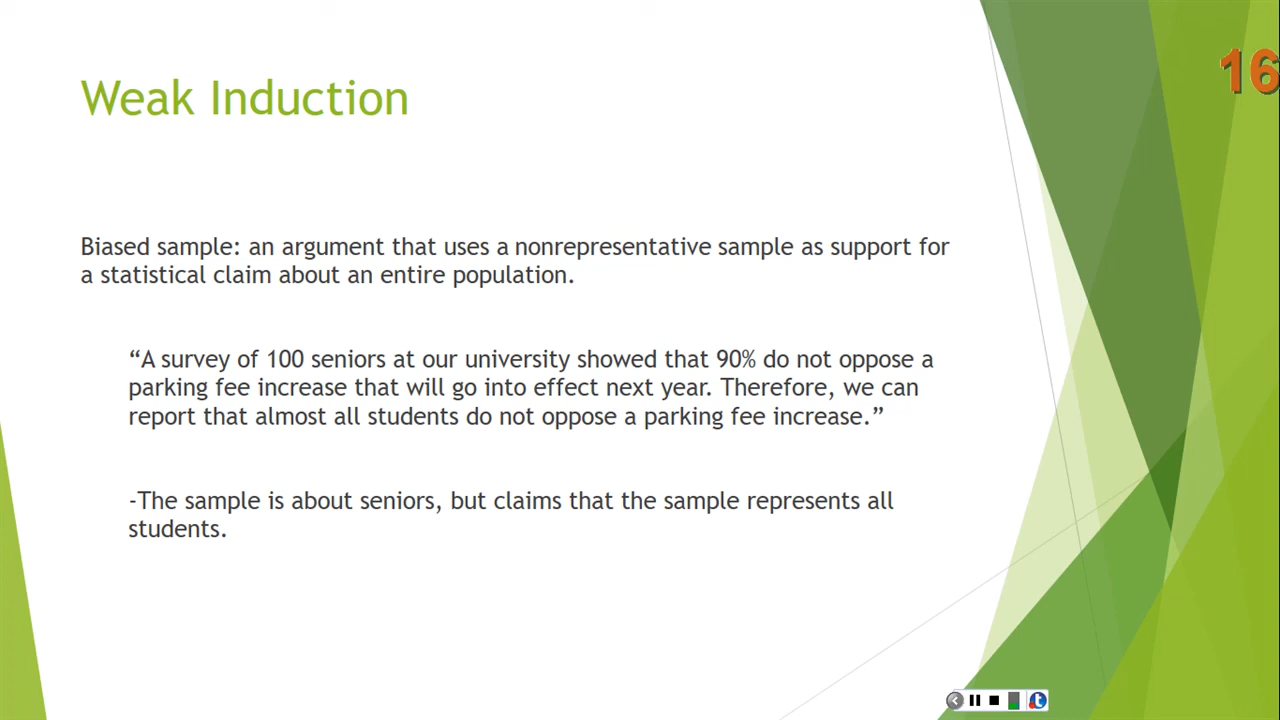 16
Weak Induction
Biased sample: an argument that uses a nonrepresentative sample as support for
a statistical claim about an entire population.
“A survey of 100 seniors at our university showed that 90% do not oppose a
parking fee increase that will go into effect next year. Therefore, we can
report that almost all students do not oppose a parking fee increase.”
-The sample is about seniors, but claims that the sample represents all
students.
t